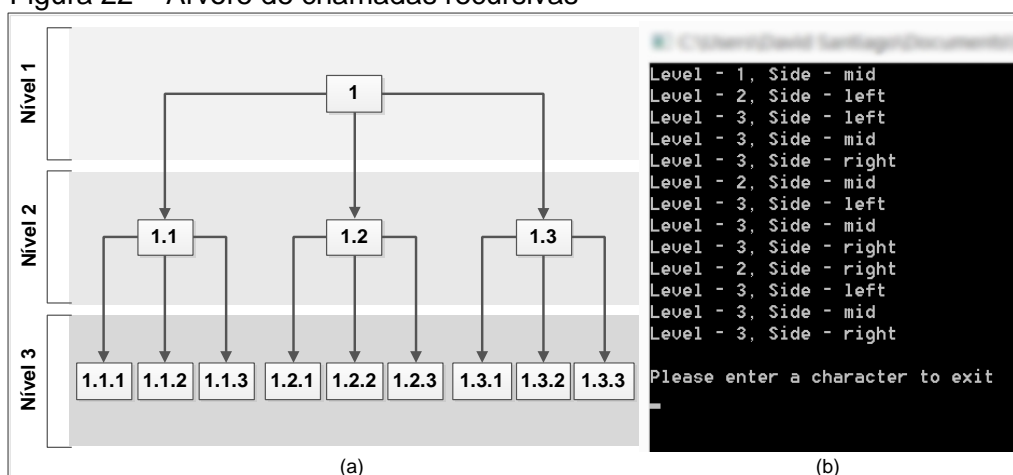 Figura 22 – Árvore de chamadas recursivas
Nível 1
1
Nível 2
1.1 1.2 1.3
Nível 3
1.1.1 1.1.2 1.1.3 1.2.1 1.2.2 1.2.3 1.3.1 1.3.2 1.3.3
(a)
Level - 1, Side - mid
Level - 2, Side - left
Level - 3, Side - left
Level - 3, Side - mid
Level - 3, Side - right
Level - 2, Side - mid
Level - 3, Side - left
Level - 3, Side - mid
Level - 3, Side - right
Level - 2, Side - right
Level - 3, Side - left
Level - 3, Side - mid
Level - 3, Side - right
Please enter a character to exit
(b)